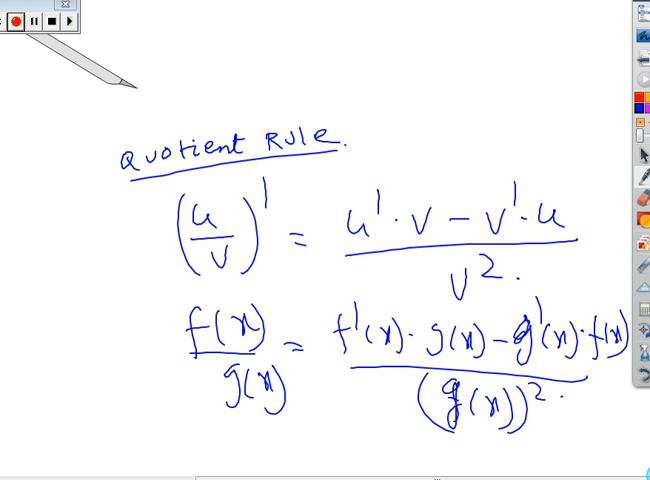 Quotient Rule.
(u/v)' = (u'·v − v'·u)/v².
f(x)/g(x) = (f'(x)·g(x) − g'(x)·f(x))/(g(x))².